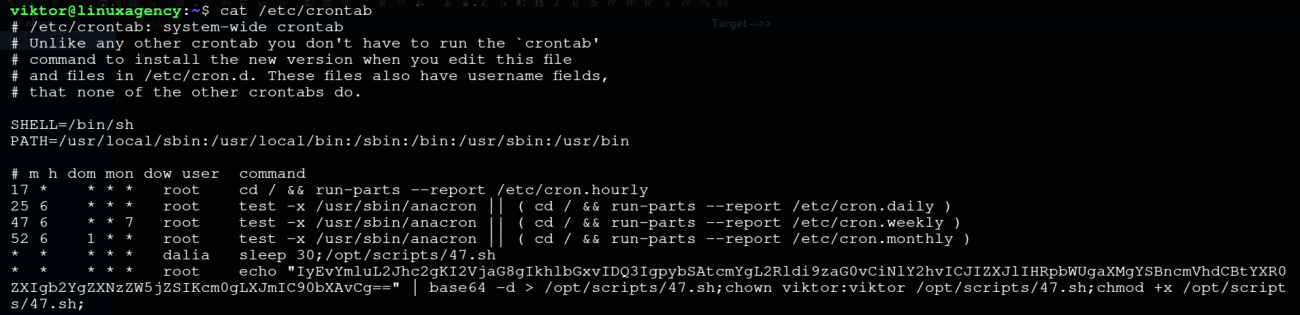 Target-->>
viktor@linuxagency:~$ cat /etc/crontab
# /etc/crontab: system-wide crontab
# Unlike any other crontab you don't have to run the `crontab'
# command to install the new version when you edit this file
# and files in /etc/cron.d. These files also have username fields,
# that none of the other crontabs do.

SHELL=/bin/sh
PATH=/usr/local/sbin:/usr/local/bin:/sbin:/bin:/usr/sbin:/usr/bin

# m h dom mon dow user  command
17 *    * * *   root    cd / && run-parts --report /etc/cron.hourly
25 6    * * *   root    test -x /usr/sbin/anacron || ( cd / && run-parts --report /etc/cron.daily )
47 6    * * 7   root    test -x /usr/sbin/anacron || ( cd / && run-parts --report /etc/cron.weekly )
52 6    1 * *   root    test -x /usr/sbin/anacron || ( cd / && run-parts --report /etc/cron.monthly )
*  *    * * *   dalia   sleep 30;/opt/scripts/47.sh
*  *    * * *   root    echo "IyEvYmluL2Jhc2gKI2VjaG8gIkhlbGxvIDQ3IgpybSAtcmYgL2Rldi9zaG0vCiNlY2hvICJIZXJlIHRpbWUgaXMgYSBncmVhdCBtYXR0
ZXIgb2YgZXNzZW5jZSIKcm0gLXJmIC90bXAvCg==" | base64 -d > /opt/scripts/47.sh;chown viktor:viktor /opt/scripts/47.sh;chmod +x /opt/script
s/47.sh;